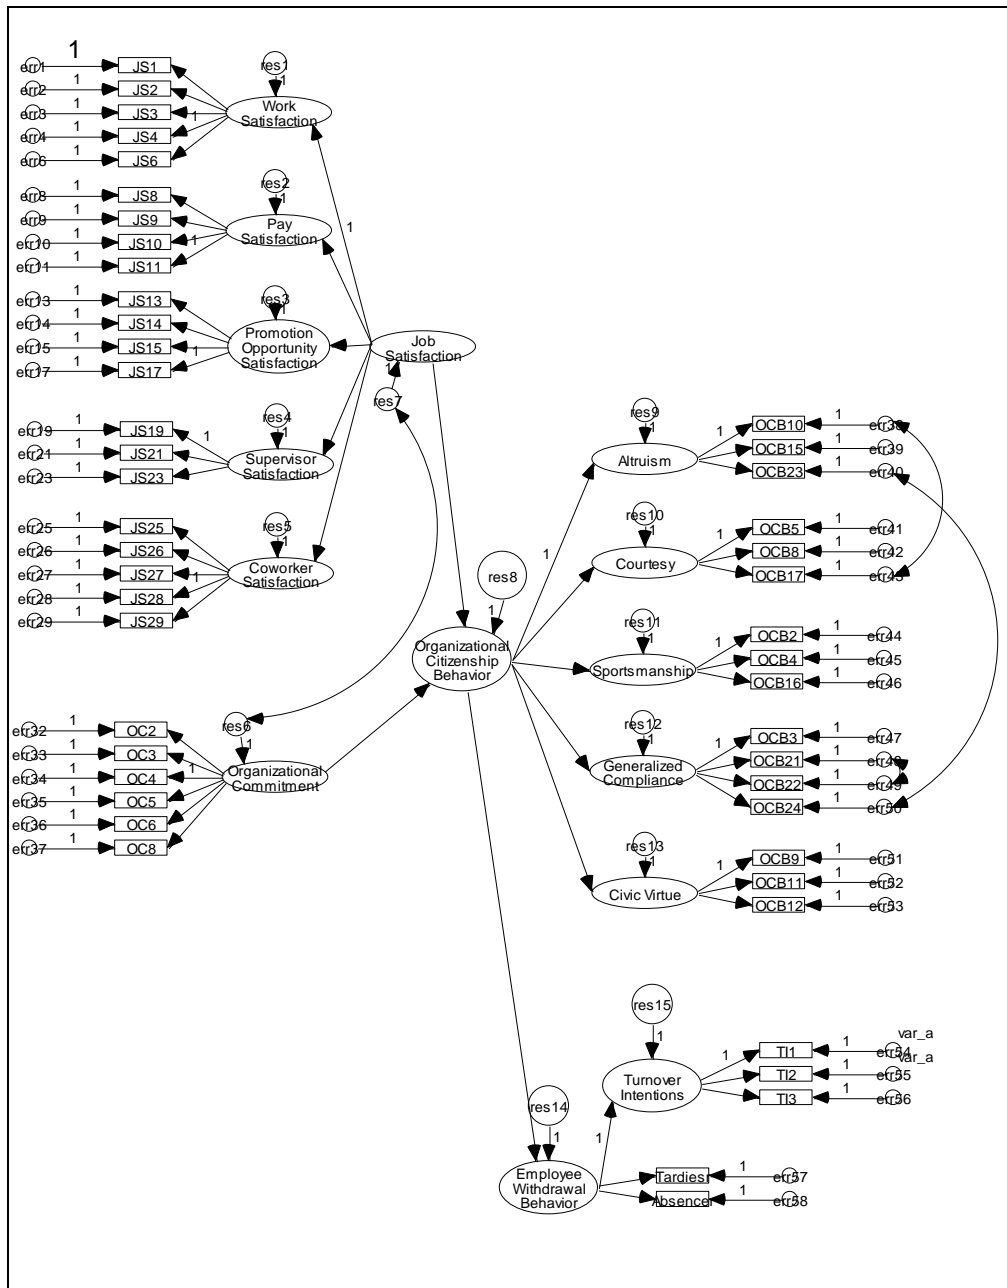 1
err1 JS1
1
err2 JS2
1
err3 JS3
1
err4 JS4
1
err6 JS6
res1
1
Work
Satisfaction
1
1
err8 JS8
1
err9 JS9
1
err10 JS10
1
err11 JS11
res2
1
Pay
Satisfaction
1
1
err13 JS13
1
err14 JS14
1
err15 JS15
1
err17 JS17
res3
1
Promotion
Opportunity
Satisfaction
1
1
err19 JS19
1
err21 JS21
1
err23 JS23
res4
1
Supervisor
Satisfaction
1
1
err25 JS25
1
err26 JS26
1
err27 JS27
1
err28 JS28
1
err29 JS29
res5
1
Coworker
Satisfaction
1
1
Job
Satisfaction
1
res7
1
err32 OC2
1
err33 OC3
1
err34 OC4
1
err35 OC5
1
err36 OC6
1
err37 OC8
res6
1
Organizational
Commitment
1
res8
1
Organizational
Citizenship
Behavior
1
res9
1
Altruism
1
OCB10 1 err38
OCB15 1 err39
OCB23 1 err40
res10
1
Courtesy
1
OCB5 1 err41
OCB8 1 err42
OCB17 1 err43
res11
1
Sportsmanship
1
OCB2 1 err44
OCB4 1 err45
OCB16 1 err46
res12
1
Generalized
Compliance
1
OCB3 1 err47
OCB21 1 err48
OCB22 1 err49
OCB24 1 err50
res13
1
Civic Virtue
1
OCB9 1 err51
OCB11 1 err52
OCB12 1 err53
res15
1
Turnover
Intentions
1
var_a
TI1 1 err54
var_a
TI2 1 err55
TI3 1 err56
res14
1
1
Employee
Withdrawal
Behavior
1 err57
1 err58